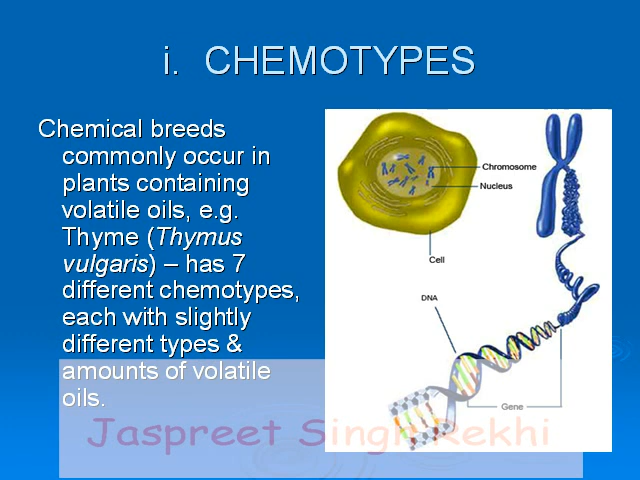 i. CHEMOTYPES
Chemical breeds
commonly occur in
plants containing
volatile oils, e.g.
Thyme (Thymus
vulgaris) – has 7
different chemotypes,
each with slightly
different types &
amounts of volatile
oils.
Chromosome
Nucleus
Cell
DNA
Gene
Jaspreet Singh Rekhi